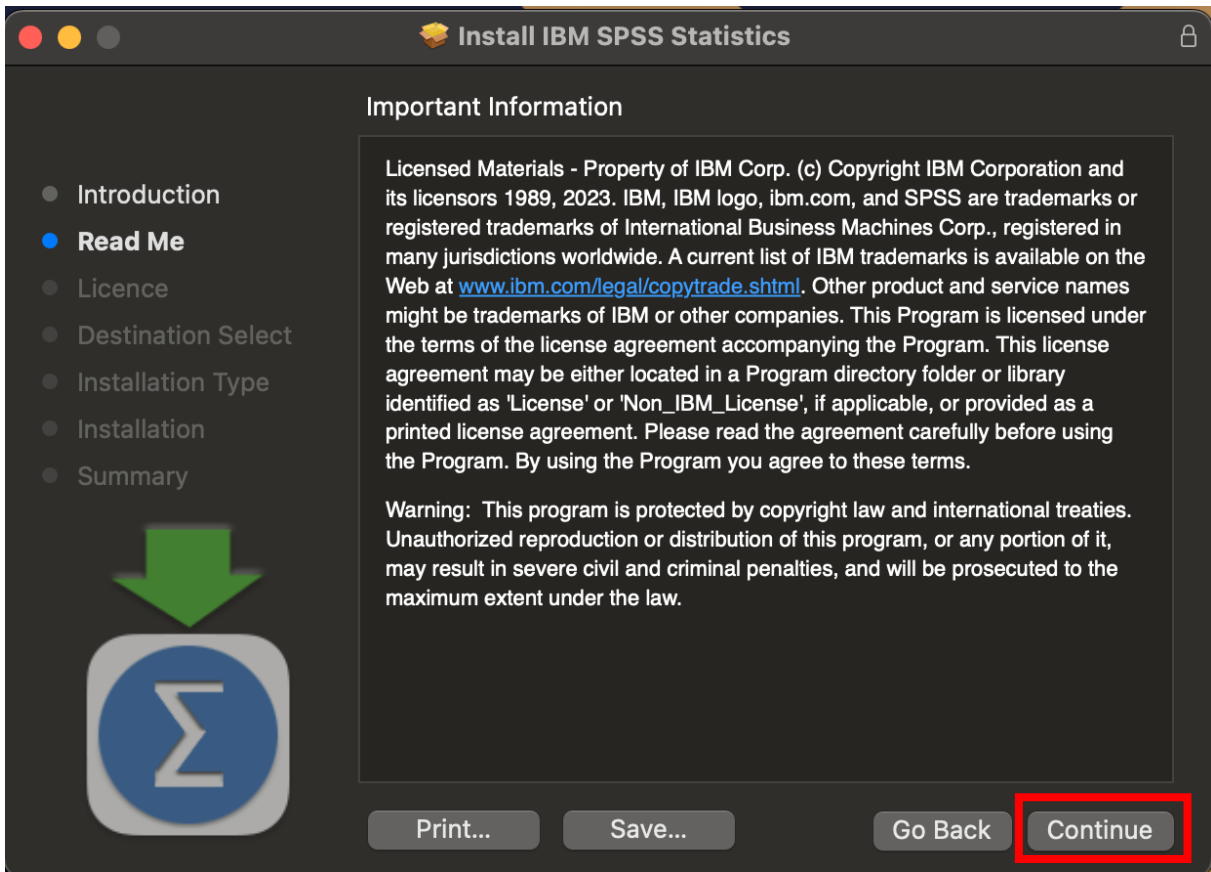 Install IBM SPSS Statistics
Important Information
Introduction
Read Me
Licence
Destination Select
Installation Type
Installation
Summary
Licensed Materials - Property of IBM Corp. (c) Copyright IBM Corporation and
its licensors 1989, 2023. IBM, IBM logo, ibm.com, and SPSS are trademarks or
registered trademarks of International Business Machines Corp., registered in
many jurisdictions worldwide. A current list of IBM trademarks is available on the
Web at www.ibm.com/legal/copytrade.shtml. Other product and service names
might be trademarks of IBM or other companies. This Program is licensed under
the terms of the license agreement accompanying the Program. This license
agreement may be either located in a Program directory folder or library
identified as 'License' or 'Non_IBM_License', if applicable, or provided as a
printed license agreement. Please read the agreement carefully before using
the Program. By using the Program you agree to these terms.
Warning:  This program is protected by copyright law and international treaties.
Unauthorized reproduction or distribution of this program, or any portion of it,
may result in severe civil and criminal penalties, and will be prosecuted to the
maximum extent under the law.
Σ
Print... Save... Go Back Continue